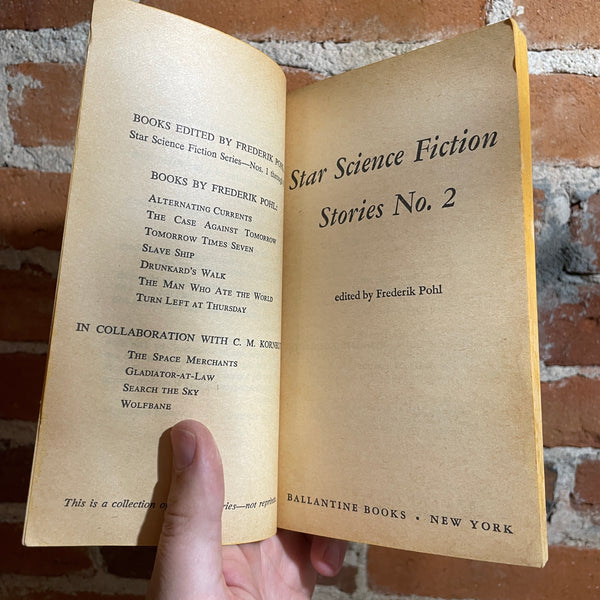 BOOKS EDITED BY FREDERIK POHL
Star Science Fiction Series—Nos. 1 through
BOOKS BY FREDERIK POHL:
ALTERNATING CURRENTS
THE CASE AGAINST TOMORROW
TOMORROW TIMES SEVEN
SLAVE SHIP
DRUNKARD'S WALK
THE MAN WHO ATE THE WORLD
TURN LEFT AT THURSDAY
IN COLLABORATION WITH C. M.
THE SPACE MERCHANTS
GLADIATOR-AT-LAW
SEARCH THE SKY
WOLFBANE
This is a collection—not
Star Science Fiction
Stories No. 2
edited by Frederik Pohl
BALLANTINE BOOKS • NEW YORK